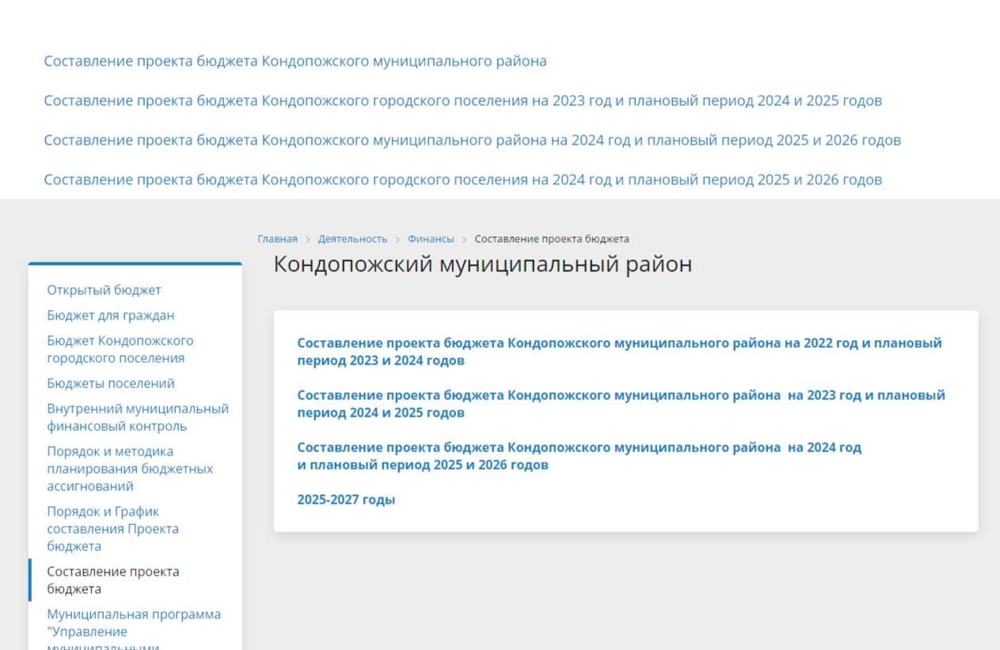 Составление проекта бюджета Кондопожского муниципального района
Составление проекта бюджета Кондопожского городского поселения на 2023 год и плановый период 2024 и 2025 годов
Составление проекта бюджета Кондопожского муниципального района на 2024 год и плановый период 2025 и 2026 годов
Составление проекта бюджета Кондопожского городского поселения на 2024 год и плановый период 2025 и 2026 годов
Главная > Деятельность > Финансы > Составление проекта бюджета
Кондопожский муниципальный район
Открытый бюджет
Бюджет для граждан
Бюджет Кондопожского
городского поселения
Бюджеты поселений
Внутренний муниципальный
финансовый контроль
Порядок и методика
планирования бюджетных
ассигнований
Порядок и График
составления Проекта
бюджета
Составление проекта
бюджета
Муниципальная программа
"Управление
муниципальными
Составление проекта бюджета Кондопожского муниципального района на 2022 год и плановый
период 2023 и 2024 годов
Составление проекта бюджета Кондопожского муниципального района  на 2023 год и плановый
период 2024 и 2025 годов
Составление проекта бюджета Кондопожского муниципального района  на 2024 год
и плановый период 2025 и 2026 годов
2025-2027 годы